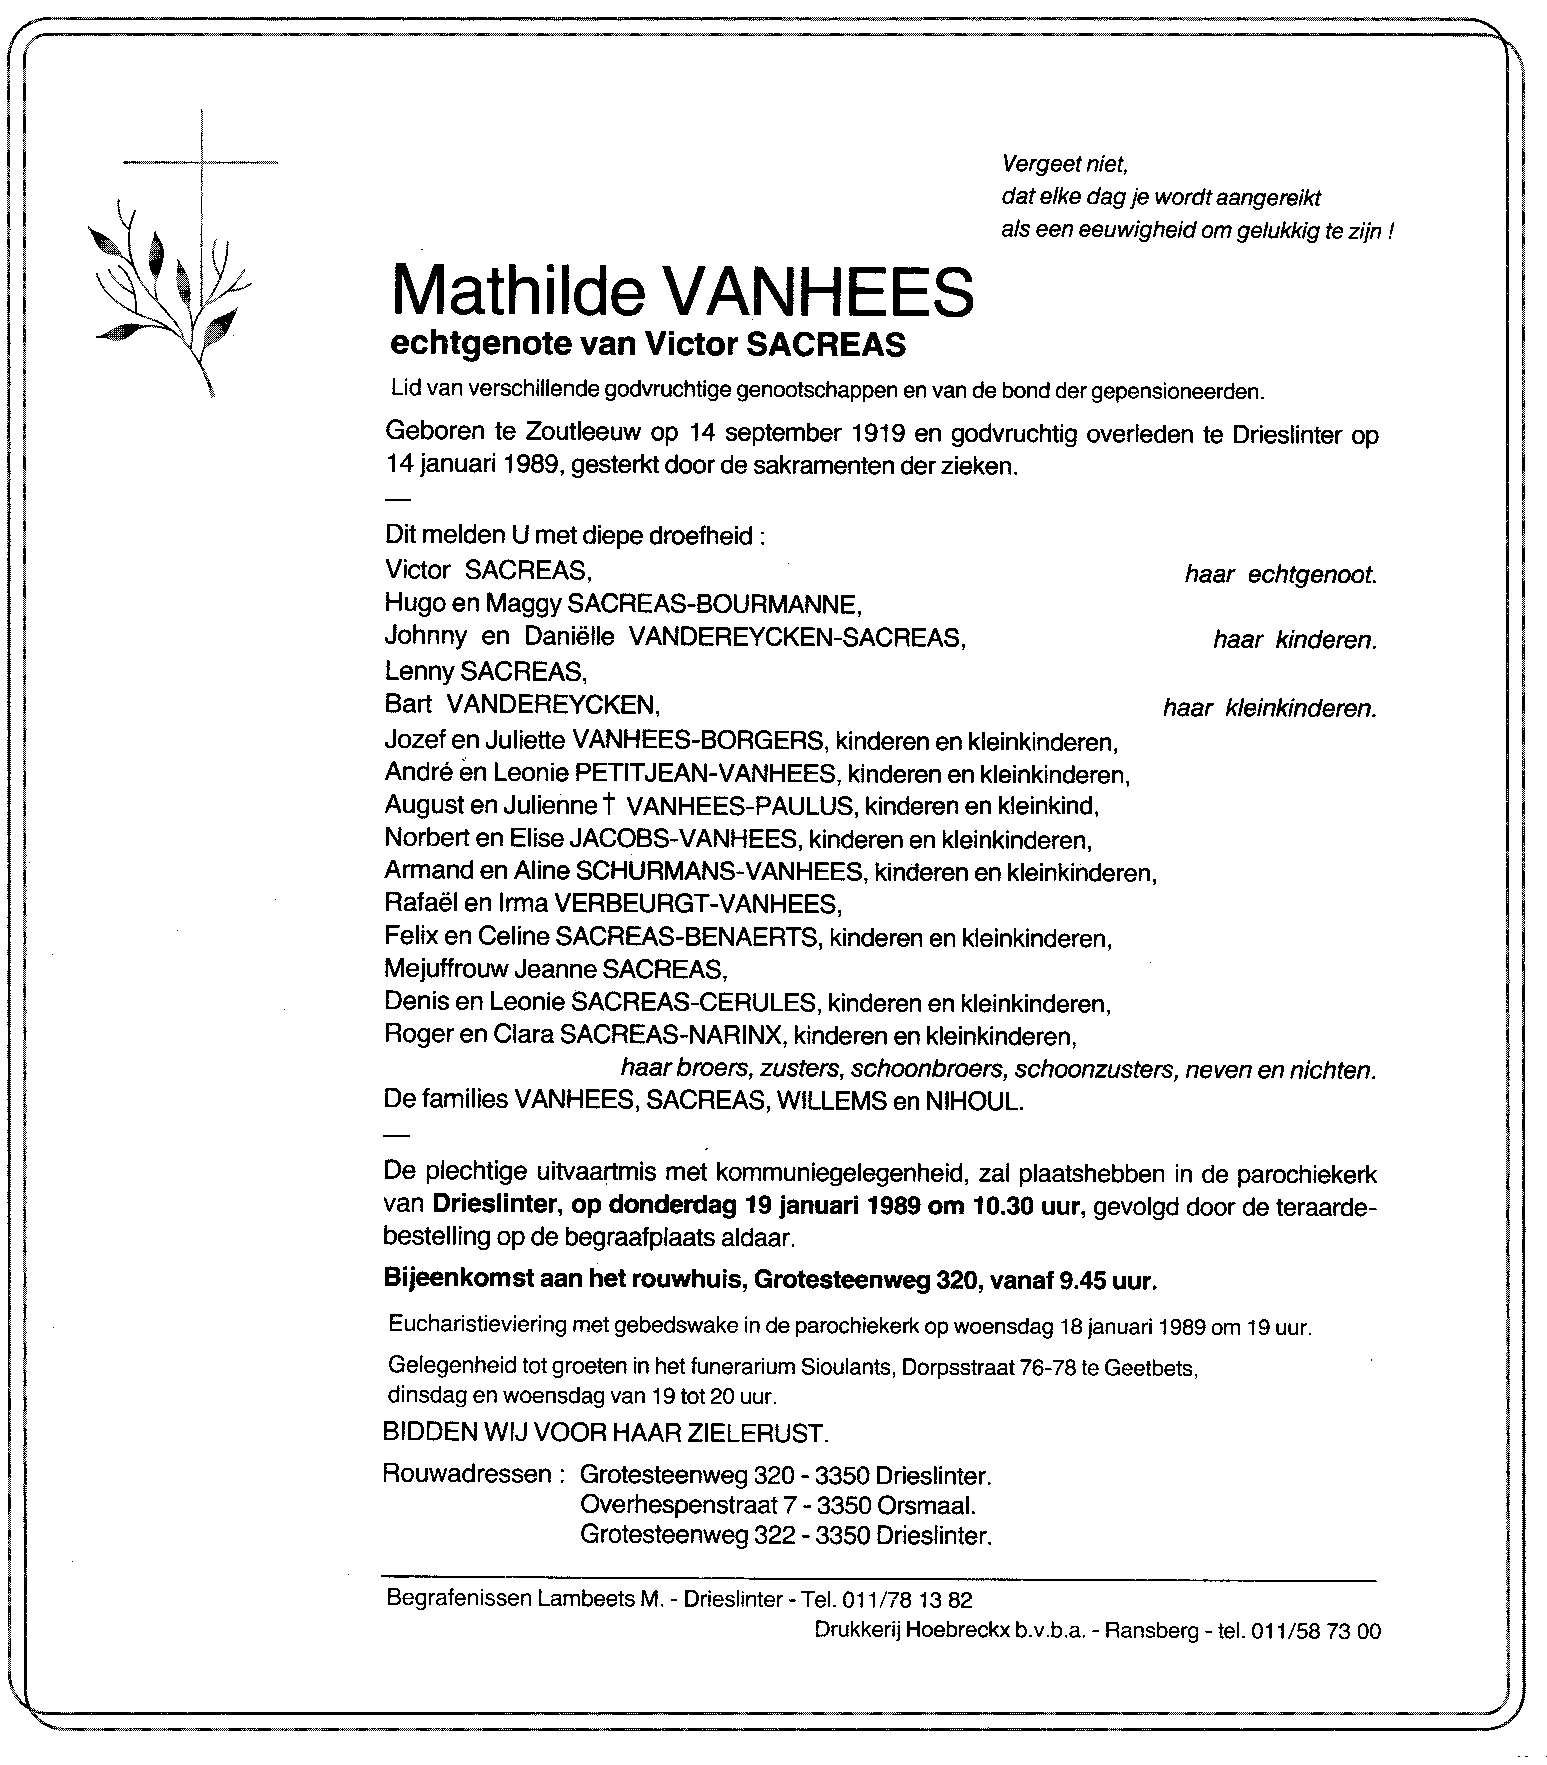 Vergeet niet,
dat elke dag je wordt aangereikt
als een eeuwigheid om gelukkig te zijn !
Mathilde VANHEES
echtgenote van Victor SACREAS
Lid van verschillende godvruchtige genootschappen en van de bond der gepensioneerden.
Geboren te Zoutleeuw op 14 september 1919 en godvruchtig overleden te Drieslinter op
14 januari 1989, gesterkt door de sakramenten der zieken.
—
Dit melden U met diepe droefheid :
Victor SACREAS, haar echtgenoot.
Hugo en Maggy SACREAS-BOURMANNE,
Johnny en Daniëlle VANDEREYCKEN-SACREAS, haar kinderen.
Lenny SACREAS,
Bart VANDEREYCKEN, haar kleinkinderen.
Jozef en Juliette VANHEES-BORGERS, kinderen en kleinkinderen,
André en Leonie PETITJEAN-VANHEES, kinderen en kleinkinderen,
August en Julienne † VANHEES-PAULUS, kinderen en kleinkind,
Norbert en Elise JACOBS-VANHEES, kinderen en kleinkinderen,
Armand en Aline SCHURMANS-VANHEES, kinderen en kleinkinderen,
Rafaël en Irma VERBEURGT-VANHEES,
Felix en Celine SACREAS-BENAERTS, kinderen en kleinkinderen,
Mejuffrouw Jeanne SACREAS,
Denis en Leonie SACREAS-CERULES, kinderen en kleinkinderen,
Roger en Clara SACREAS-NARINX, kinderen en kleinkinderen,
haar broers, zusters, schoonbroers, schoonzusters, neven en nichten.
De families VANHEES, SACREAS, WILLEMS en NIHOUL.
—
De plechtige uitvaartmis met kommuniegelegenheid, zal plaatshebben in de parochiekerk
van Drieslinter, op donderdag 19 januari 1989 om 10.30 uur, gevolgd door de teraarde-
bestelling op de begraafplaats aldaar.
Bijeenkomst aan het rouwhuis, Grotesteenweg 320, vanaf 9.45 uur.
Eucharistieviering met gebedswake in de parochiekerk op woensdag 18 januari 1989 om 19 uur.
Gelegenheid tot groeten in het funerarium Sioulants, Dorpsstraat 76-78 te Geetbets,
dinsdag en woensdag van 19 tot 20 uur.
BIDDEN WIJ VOOR HAAR ZIELERUST.
Rouwadressen : Grotesteenweg 320 - 3350 Drieslinter.
Overhespenstraat 7 - 3350 Orsmaal.
Grotesteenweg 322 - 3350 Drieslinter.
Begrafenissen Lambeets M. - Drieslinter - Tel. 011/78 13 82
Drukkerij Hoebreckx b.v.b.a. - Ransberg - tel. 011/58 73 00